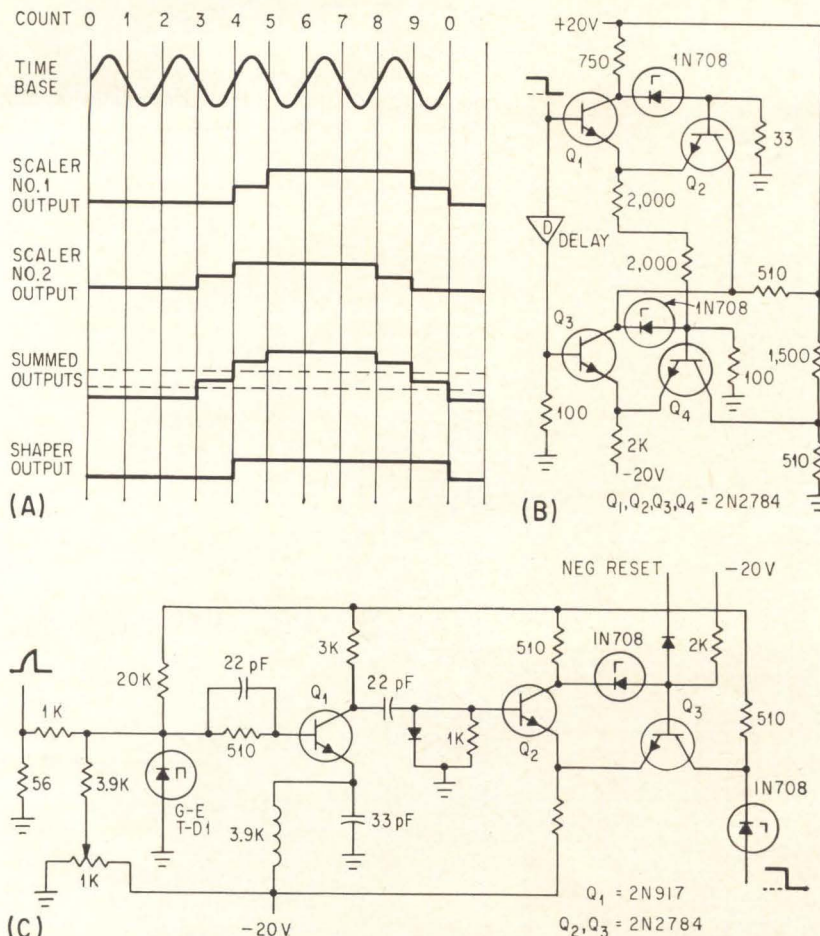 COUNT 0 1 2 3 4 5 6 7 8 9 0
TIME
BASE
SCALER
NO.1
OUTPUT
SCALER
NO.2
OUTPUT
SUMMED
OUTPUTS
SHAPER
OUTPUT
(A)
+20V
750
1N708
Q1
Q2
33
2,000
D
DELAY
2,000
510
1N708
Q3
Q4
100
1,500
100
2K
-20V
510
(B)
Q1,Q2,Q3,Q4 = 2N2784
NEG RESET
-20V
3K
510
1N708
2K
20K
22 pF
Q1
22 pF
Q3
1K
510
1K
Q2
510
56
3.9K
G-E
T-D1
3.9K
33 pF
1N708
1K
Q1 = 2N917
(C)
-20V
Q2,Q3 = 2N2784